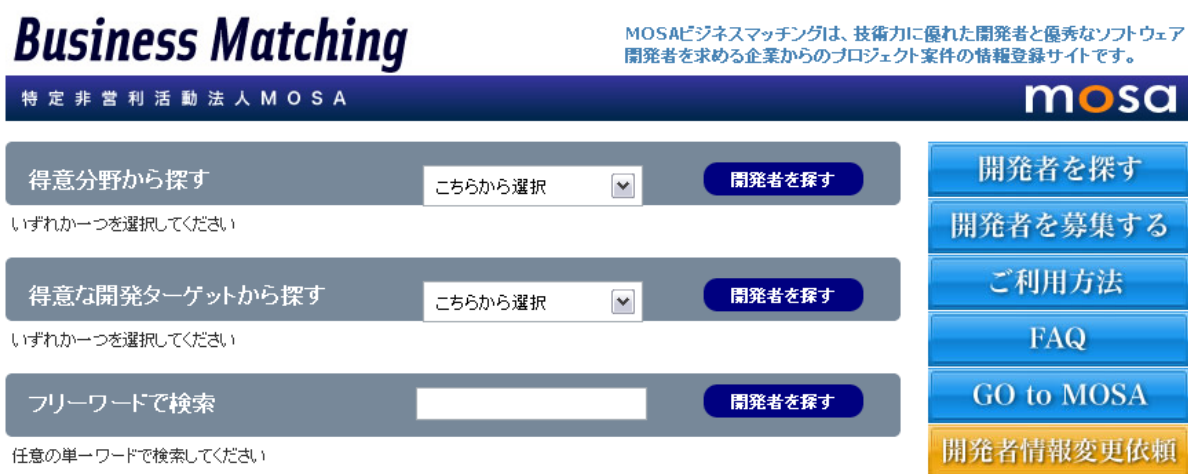 Business Matching
MOSAビジネスマッチングは、技術力に優れた開発者と優秀なソフトウェア
開発者を求める企業からのプロジェクト案件の情報登録サイトです。
特定非営利活動法人MOSA
mosa
得意分野から探す
こちらから選択
開発者を探す
いずれか一つを選択してください
得意な開発ターゲットから探す
こちらから選択
開発者を探す
いずれか一つを選択してください
フリーワードで検索
開発者を探す
任意の単一ワードで検索してください
開発者を探す
開発者を募集する
ご利用方法
FAQ
GO to MOSA
開発者情報変更依頼